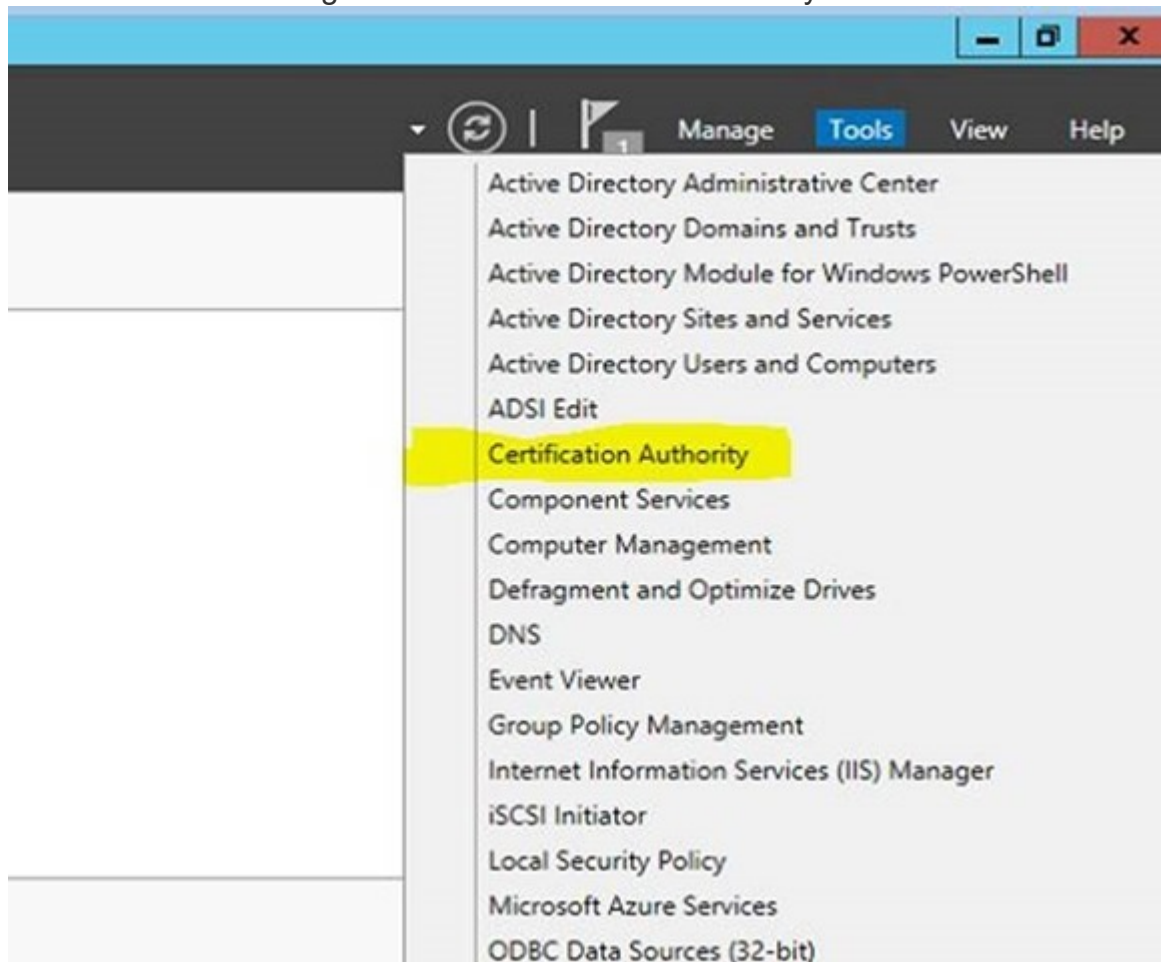 Manage Tools View Help
1
Active Directory Administrative Center
Active Directory Domains and Trusts
Active Directory Module for Windows PowerShell
Active Directory Sites and Services
Active Directory Users and Computers
ADSI Edit
Certification Authority
Component Services
Computer Management
Defragment and Optimize Drives
DNS
Event Viewer
Group Policy Management
Internet Information Services (IIS) Manager
iSCSI Initiator
Local Security Policy
Microsoft Azure Services
ODBC Data Sources (32-bit)